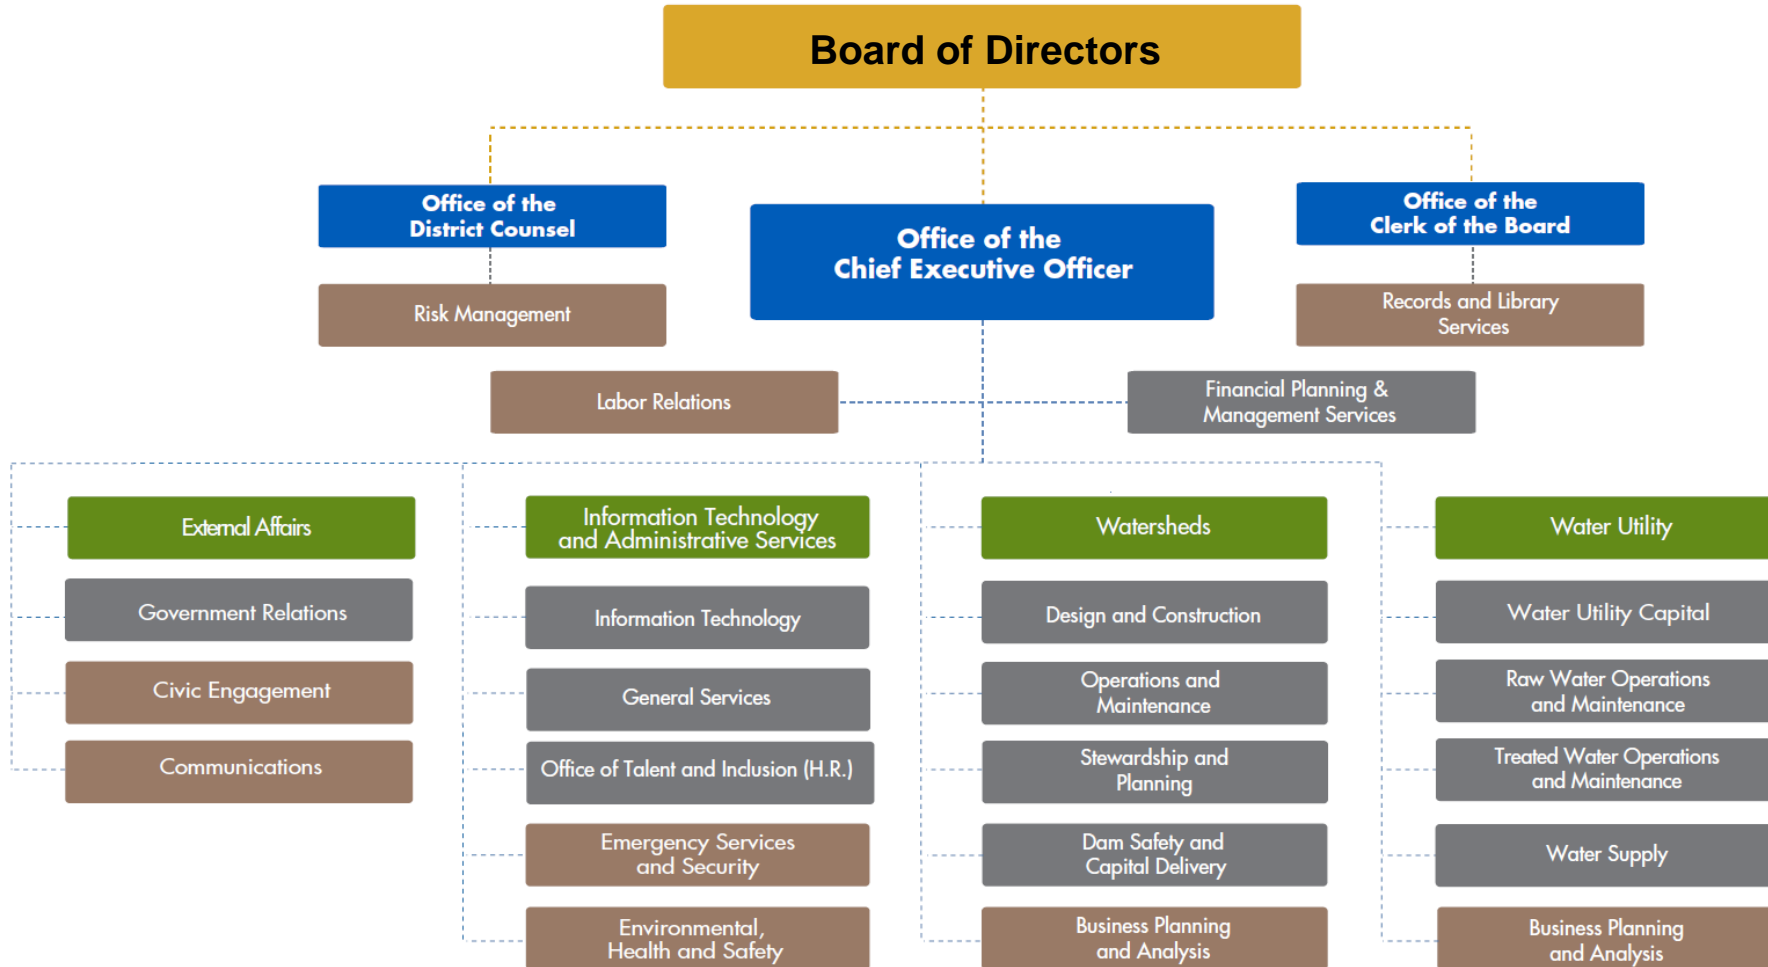 Board of Directors
Office of the
District Counsel
Office of the
Chief Executive Officer
Office of the
Clerk of the Board
Risk Management
Records and Library
Services
Labor Relations
Financial Planning &
Management Services
External Affairs
Government Relations
Civic Engagement
Communications
Information Technology
and Administrative Services
Information Technology
General Services
Office of Talent and Inclusion (H.R.)
Emergency Services
and Security
Environmental,
Health and Safety
Watersheds
Design and Construction
Operations and
Maintenance
Stewardship and
Planning
Dam Safety and
Capital Delivery
Business Planning
and Analysis
Water Utility
Water Utility Capital
Raw Water Operations
and Maintenance
Treated Water Operations
and Maintenance
Water Supply
Business Planning
and Analysis